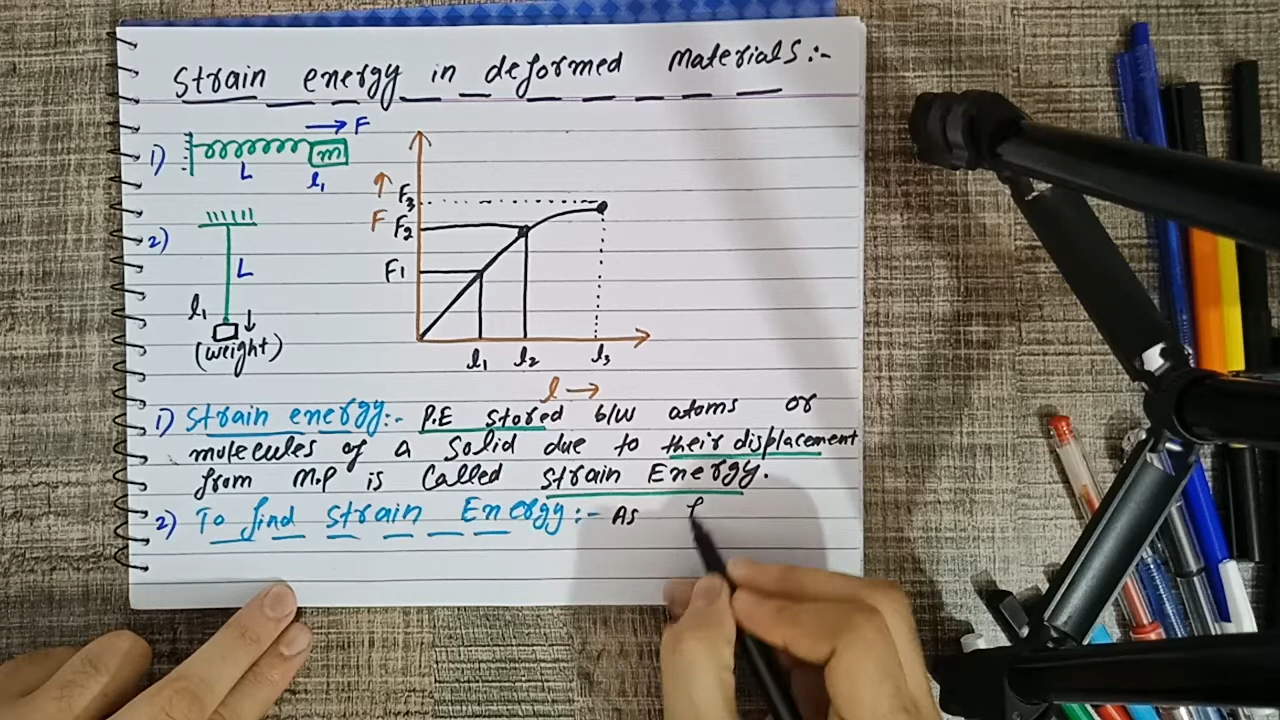 Strain energy in deformed Materials:-
1)
F
m
L
l₁
2)
L
l₁
(weight)
F
F3
F2
F1
l₁ l₂ l₃
l →
1) Strain energy:- P.E stored b/w atoms or
molecules of a solid due to their displacement
from M.P is called Strain Energy.
2) To find Strain Energy:- As